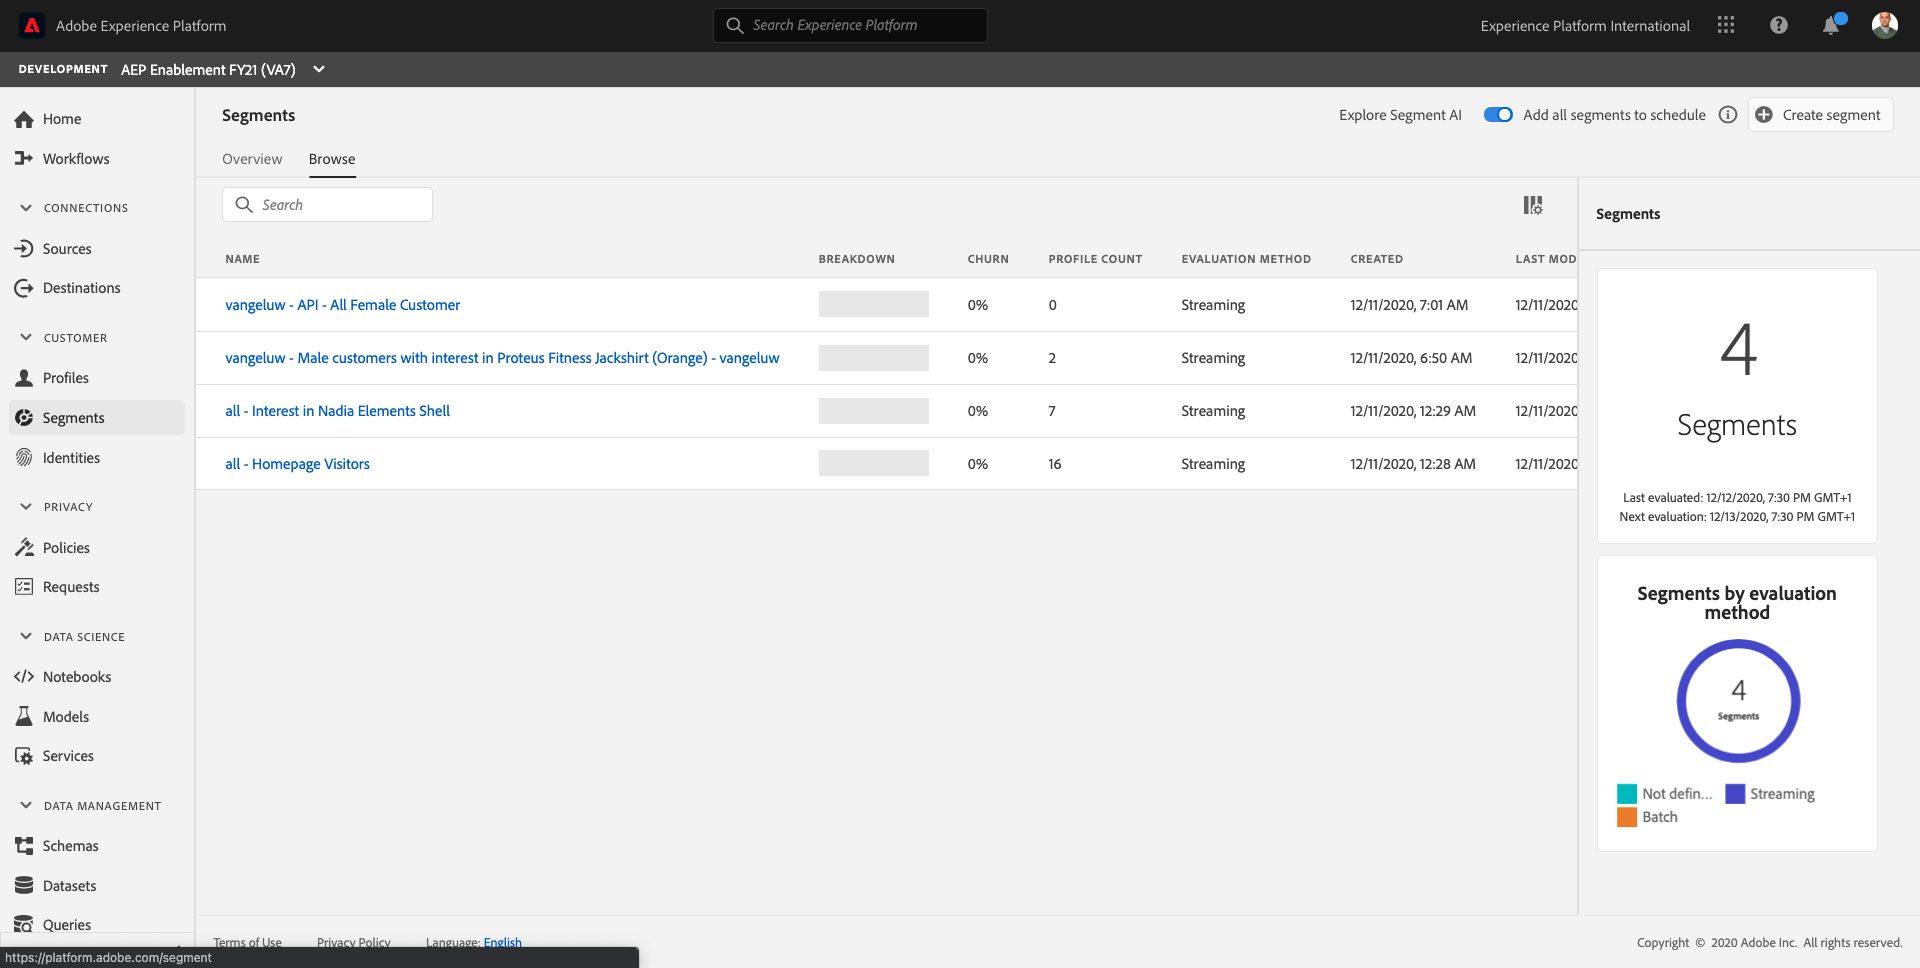 Adobe Experience Platform
Search Experience Platform
Experience Platform International
DEVELOPMENT AEP Enablement FY21 (VA7)
Home
Workflows
CONNECTIONS
Sources
Destinations
CUSTOMER
Profiles
Segments
Identities
PRIVACY
Policies
Requests
DATA SCIENCE
Notebooks
Models
Services
DATA MANAGEMENT
Schemas
Datasets
Queries
Segments
Explore Segment AI
Add all segments to schedule
Create segment
Overview Browse
Search
NAME BREAKDOWN CHURN PROFILE COUNT EVALUATION METHOD CREATED LAST MOD
vangeluw - API - All Female Customer 0% 0 Streaming 12/11/2020, 7:01 AM 12/11/2020
vangeluw - Male customers with interest in Proteus Fitness Jackshirt (Orange) - vangeluw 0% 2 Streaming 12/11/2020, 6:50 AM 12/11/2020
all - Interest in Nadia Elements Shell 0% 7 Streaming 12/11/2020, 12:29 AM 12/11/2020
all - Homepage Visitors 0% 16 Streaming 12/11/2020, 12:28 AM 12/11/2020
Segments
4
Segments
Last evaluated: 12/12/2020, 7:30 PM GMT+1
Next evaluation: 12/13/2020, 7:30 PM GMT+1
Segments by evaluation
method
4
Segments
Not defin... Streaming
Batch
Terms of Use Privacy Policy Language: English
Copyright © 2020 Adobe Inc. All rights reserved.
https://platform.adobe.com/segment